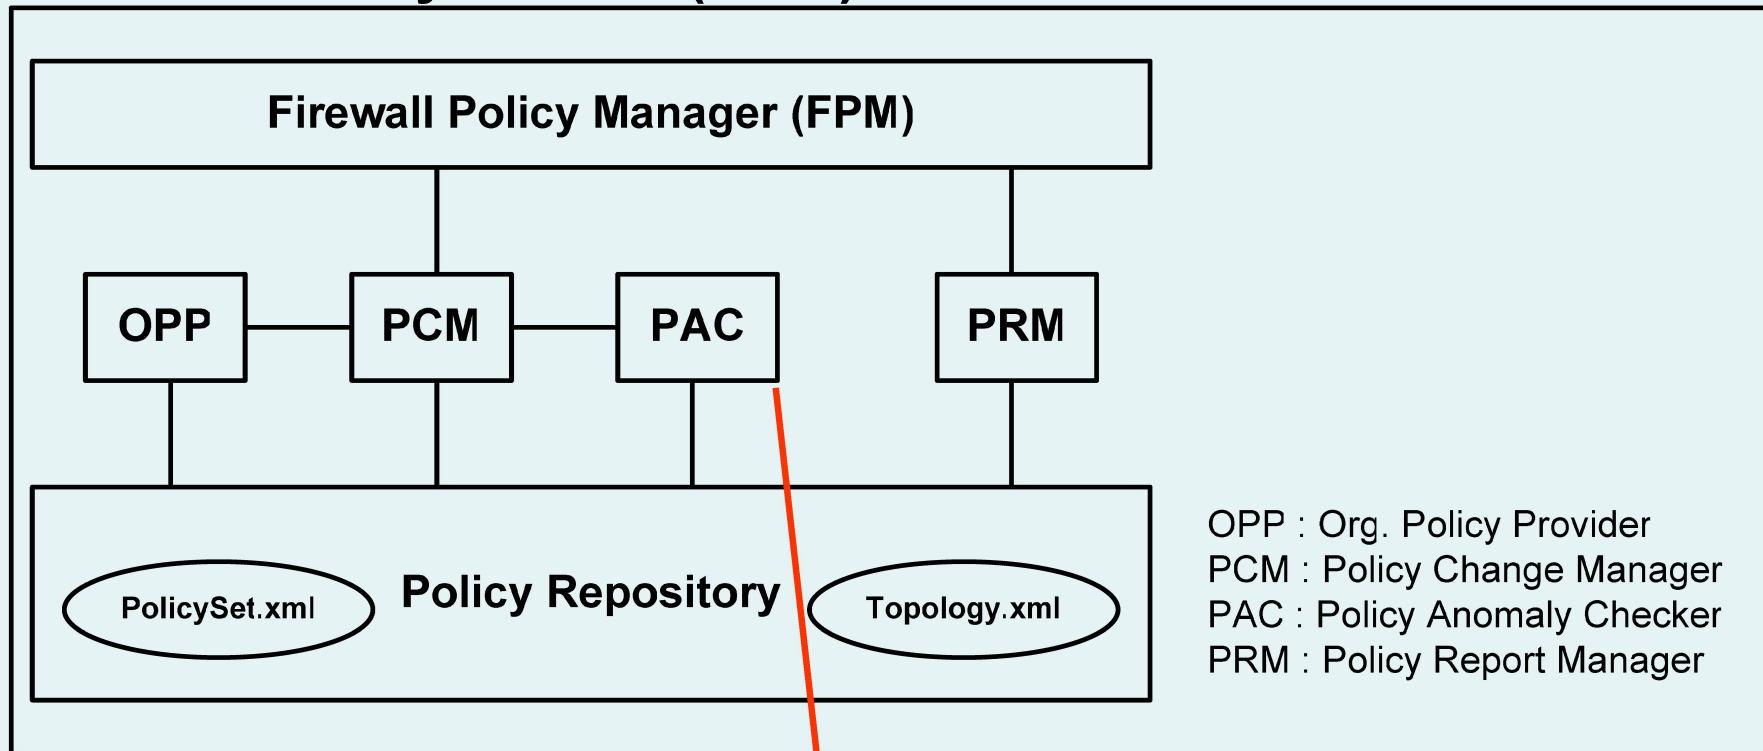 Firewall Policy Manager (FPM)
OPP PCM PAC PRM
PolicySet.xml Policy Repository Topology.xml
OPP : Org. Policy Provider
PCM : Policy Change Manager
PAC : Policy Anomaly Checker
PRM : Policy Report Manager